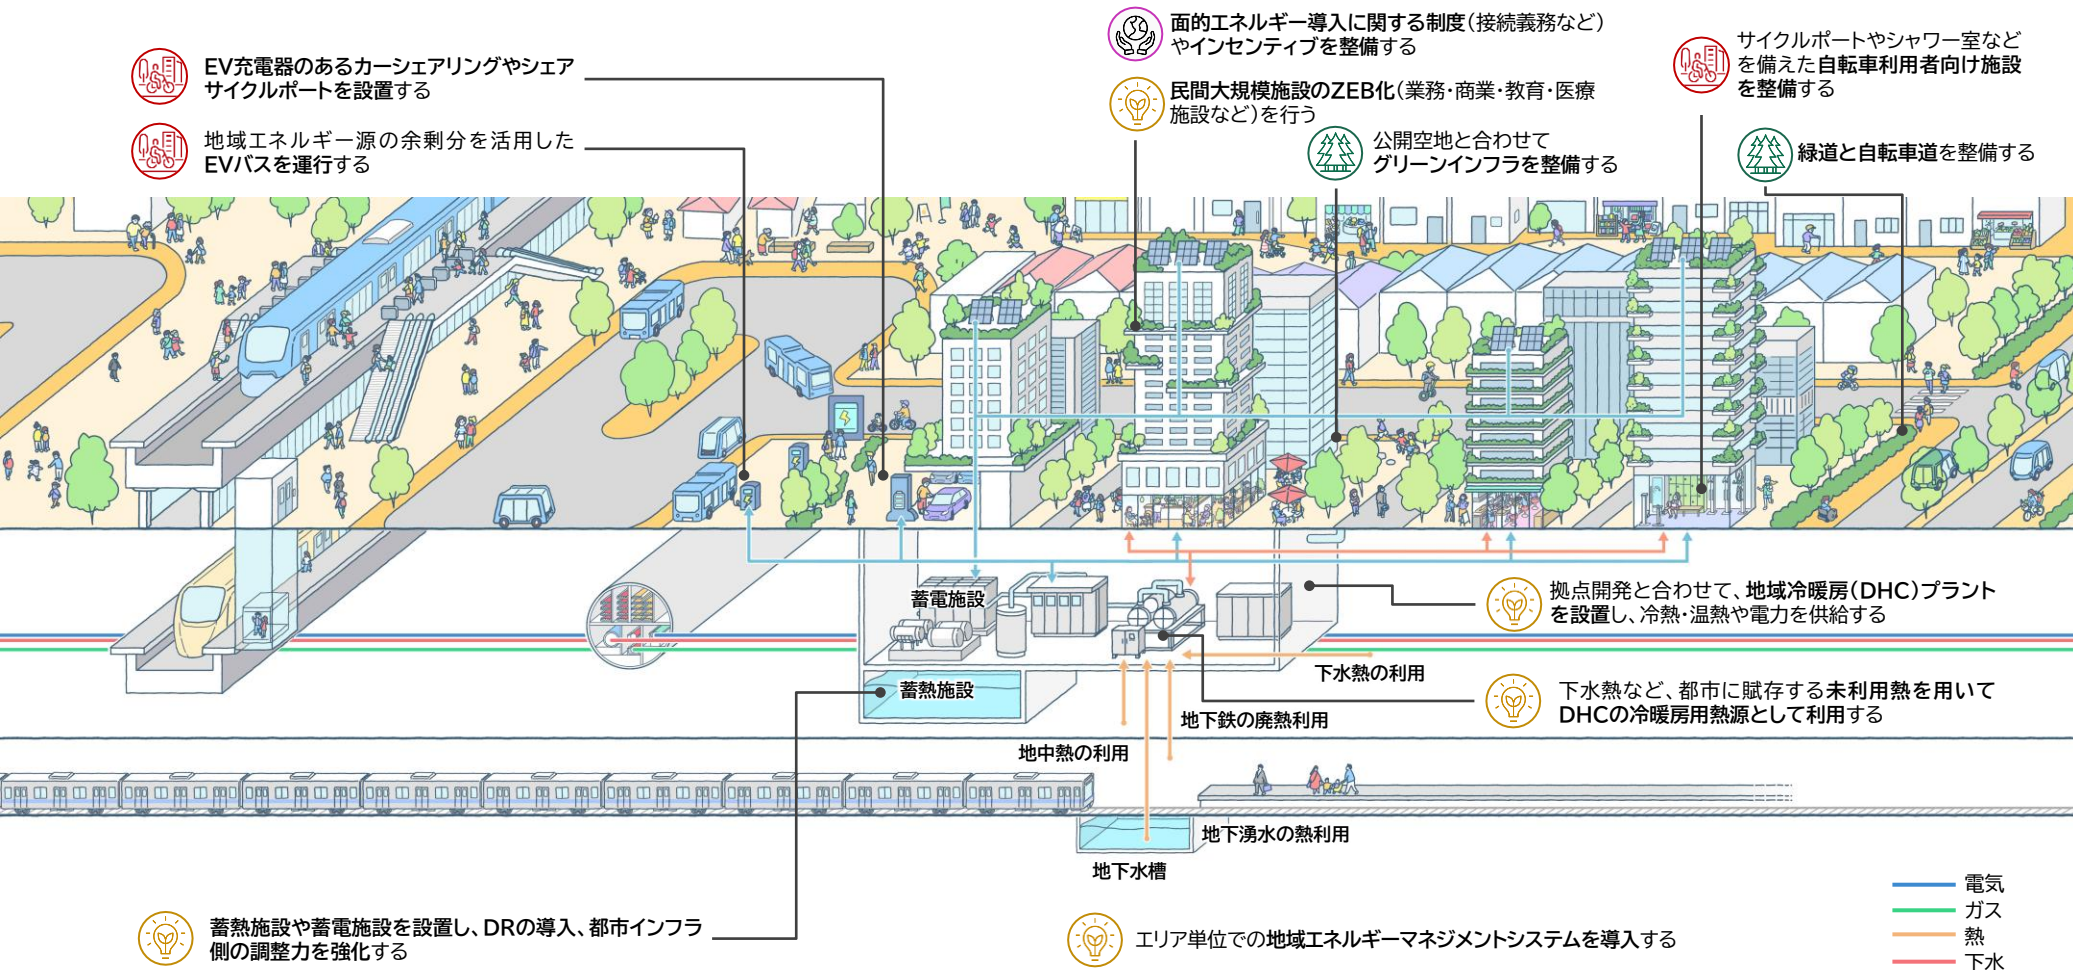 面的エネルギー導入に関する制度(接続義務など)
やインセンティブを整備する
サイクルポートやシャワー室など
を備えた自転車利用者向け施設
を整備する
EV充電器のあるカーシェアリングやシェア
サイクルポートを設置する
民間大規模施設のZEB化(業務・商業・教育・医療
施設など)を行う
地域エネルギー源の余剰分を活用した
EVバスを運行する
公開空地と合わせて
グリーンインフラを整備する
緑道と自転車道を整備する
蓄電施設
拠点開発と合わせて、地域冷暖房(DHC)プラント
を設置し、冷熱・温熱や電力を供給する
下水熱の利用
蓄熱施設
下水熱など、都市に賦存する未利用熱を用いて
DHCの冷暖房用熱源として利用する
地下鉄の廃熱利用
地中熱の利用
地下湧水の熱利用
地下水槽
蓄熱施設や蓄電施設を設置し、DRの導入、都市インフラ
側の調整力を強化する
エリア単位での地域エネルギーマネジメントシステムを導入する
電気
ガス
熱
下水